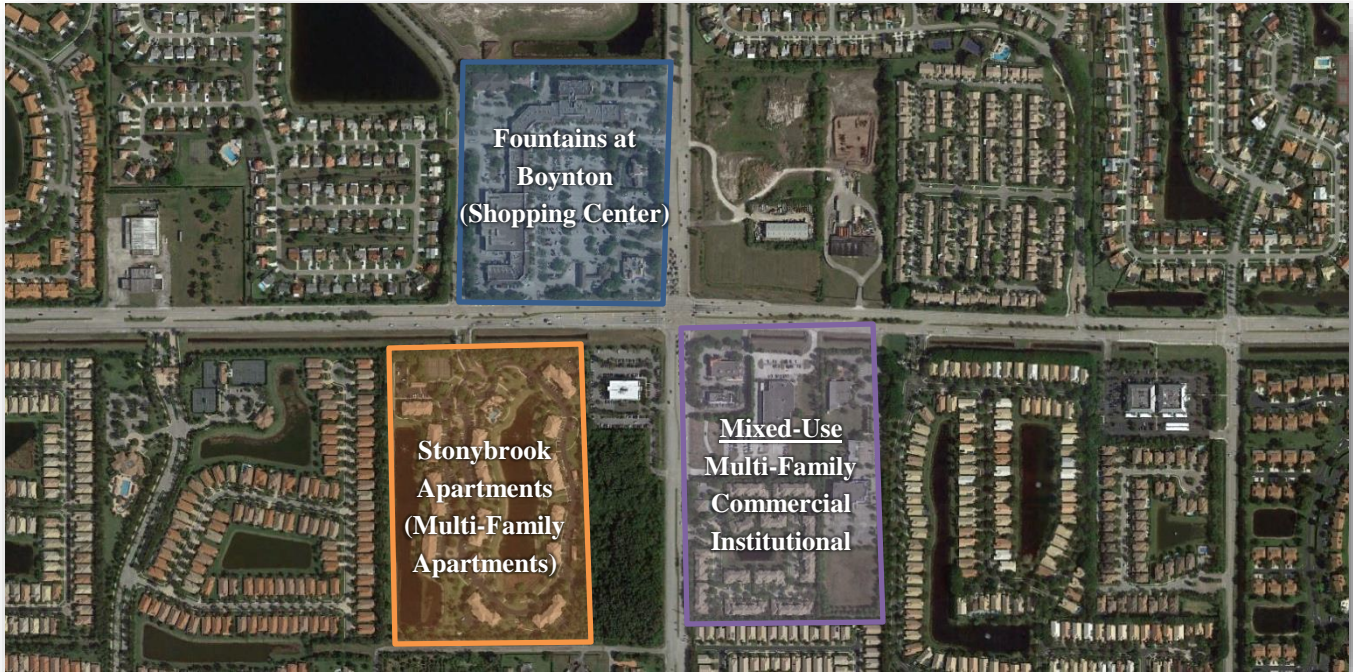 Fountains at
Boynton
(Shopping Center)
Stonybrook
Apartments
(Multi-Family
Apartments)
Mixed-Use
Multi-Family
Commercial
Institutional